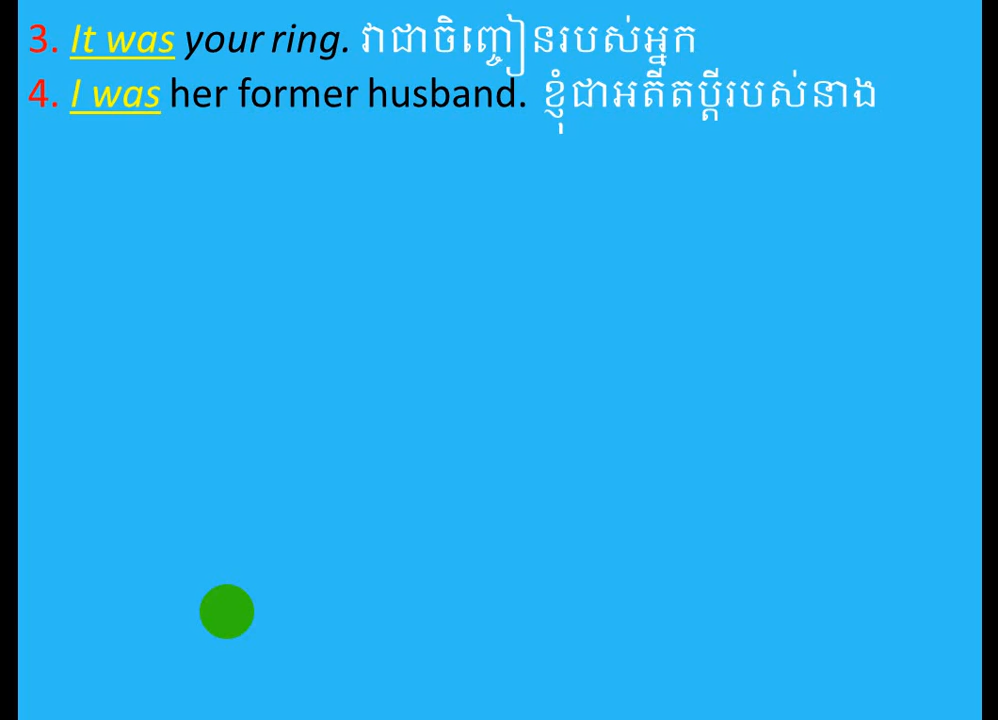 3. It was your ring. វាជាចិញ្ចៀនរបស់អ្នក
4. I was her former husband. ខ្ញុំជាអតីតប្តីរបស់នាង